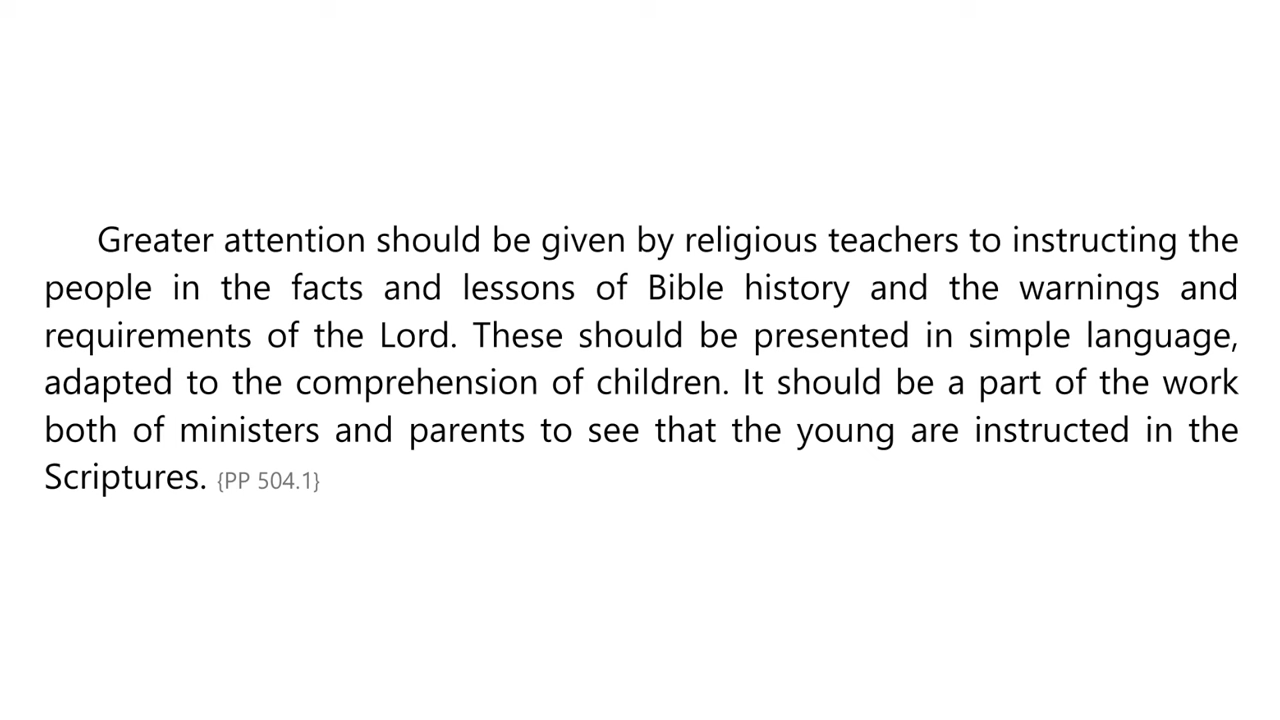 Greater attention should be given by religious teachers to instructing the
people in the facts and lessons of Bible history and the warnings and
requirements of the Lord. These should be presented in simple language,
adapted to the comprehension of children. It should be a part of the work
both of ministers and parents to see that the young are instructed in the
Scriptures. {PP 504.1}